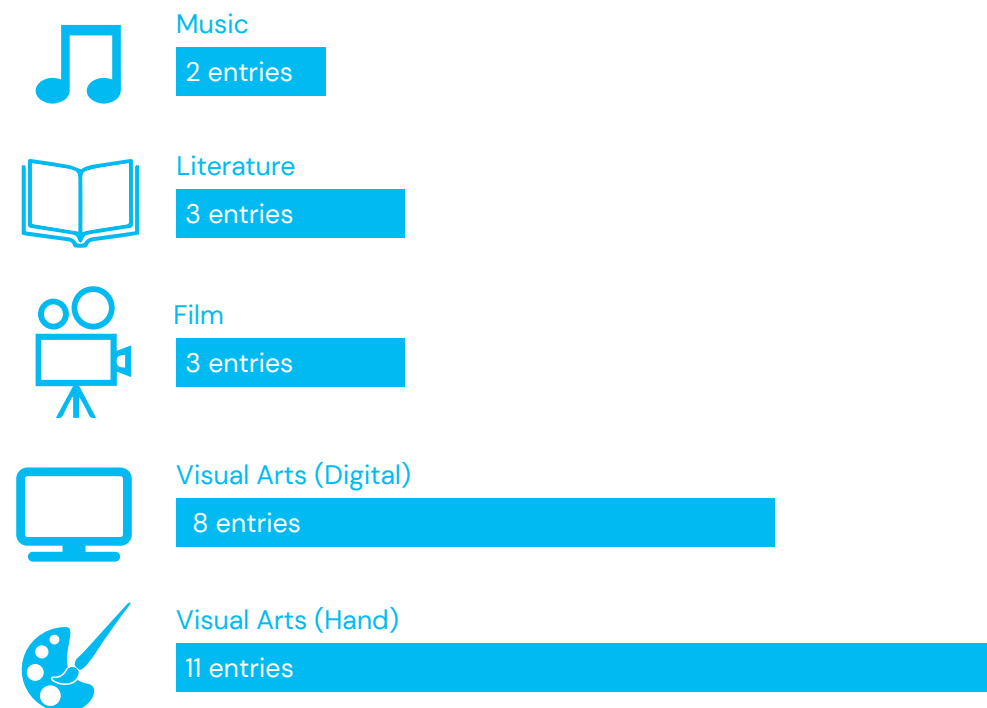 Music
2 entries
Literature
3 entries
Film
3 entries
Visual Arts (Digital)
8 entries
Visual Arts (Hand)
11 entries